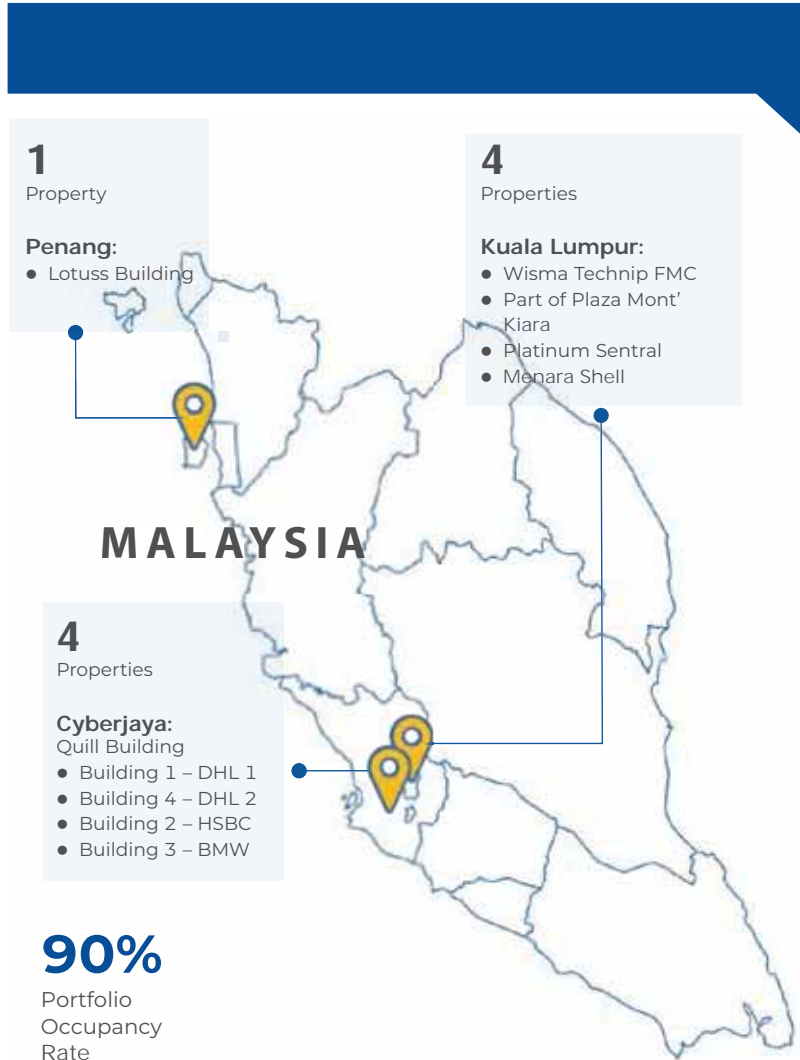 1
Property
Penang:
● Lotuss Building
4
Properties
Kuala Lumpur:
● Wisma Technip FMC
● Part of Plaza Mont'
Kiara
● Platinum Sentral
● Menara Shell
MALAYSIA
4
Properties
Cyberjaya:
Quill Building
● Building 1 – DHL 1
● Building 4 – DHL 2
● Building 2 – HSBC
● Building 3 – BMW
90%
Portfolio
Occupancy
Rate